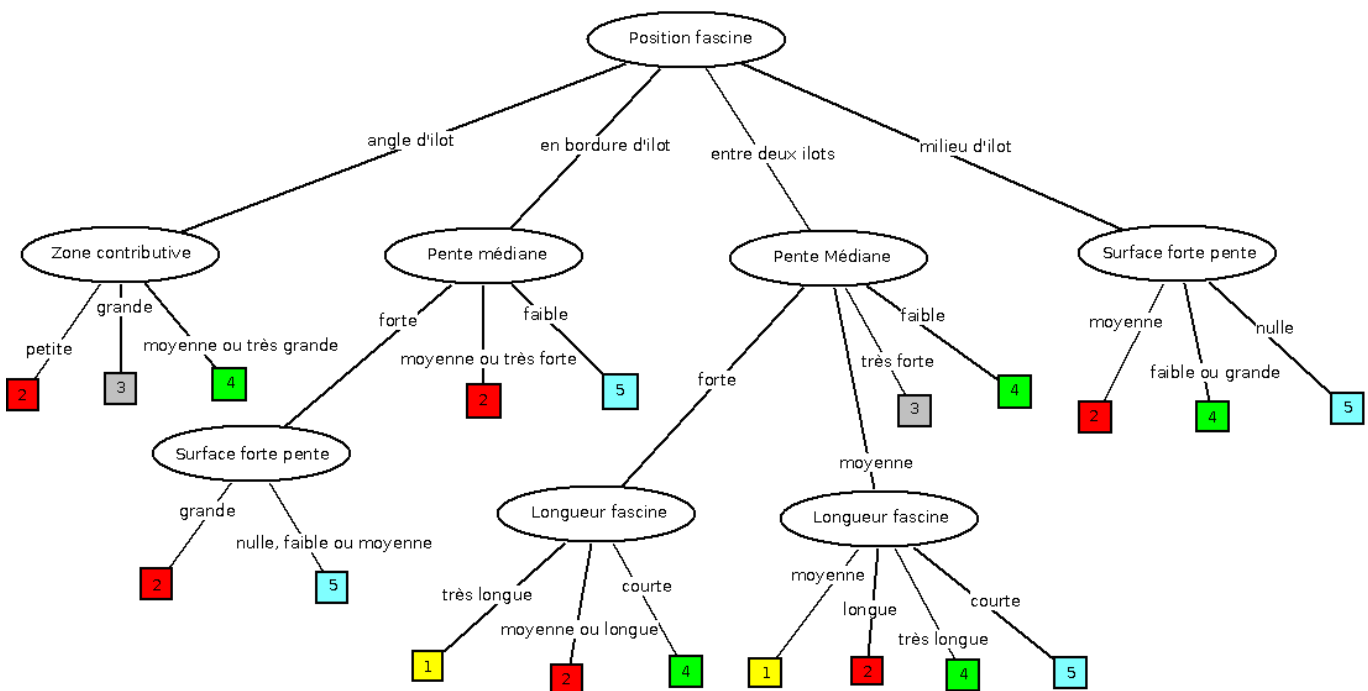 Position fascine
angle d'ilot
en bordure d'ilot
entre deux ilots
milieu d'ilot
Zone contributive
Pente médiane
Pente Médiane
Surface forte pente
petite
grande
moyenne ou très grande
forte
moyenne ou très forte
faible
forte
moyenne
très forte
faible
moyenne
faible ou grande
nulle
2
3
4
2
5
3
4
2
4
5
Surface forte pente
grande
nulle, faible ou moyenne
2
5
Longueur fascine
très longue
moyenne ou longue
courte
1
2
4
Longueur fascine
moyenne
longue
très longue
courte
1
2
4
5